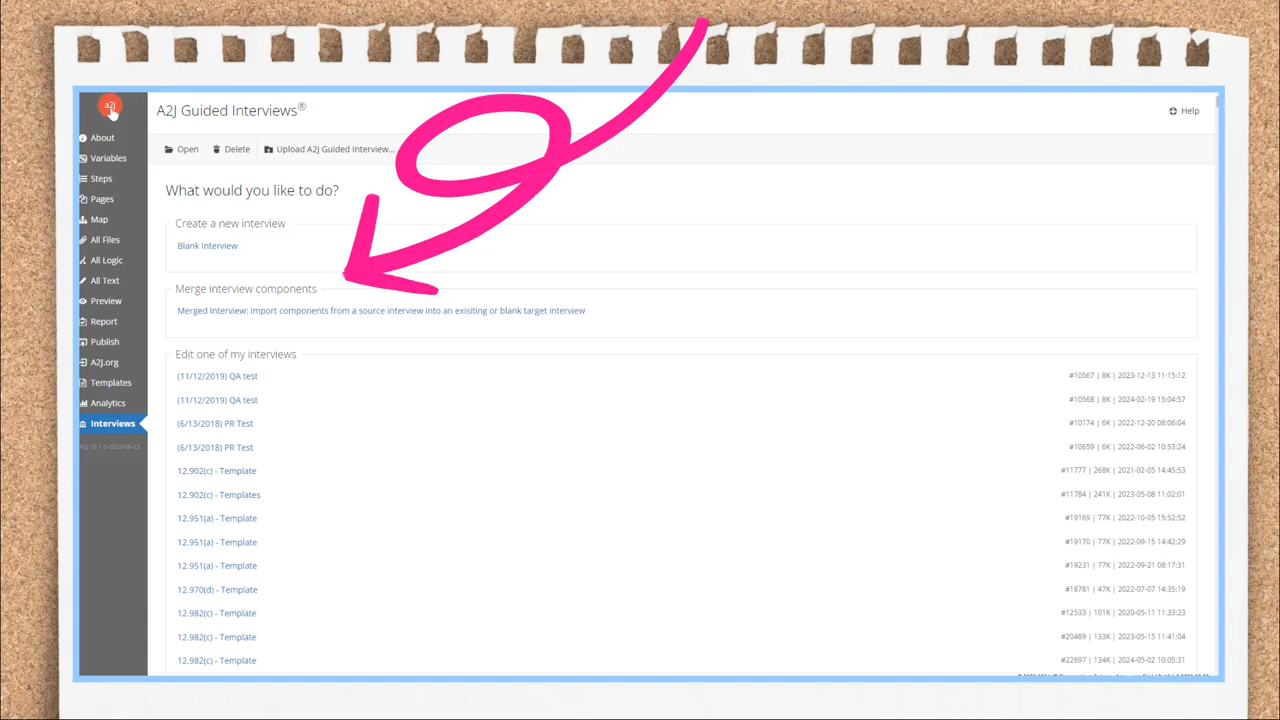 a2j
A2J Guided Interviews®
Help
About
Variables
Steps
Pages
Map
All Files
All Logic
All Text
Preview
Report
Publish
A2J.org
Templates
Analytics
Interviews
A2J 10.1.6-2022-08-23
Open Delete Upload A2J Guided Interview...
What would you like to do?
Create a new interview
Blank Interview
Merge interview components
Merged Interview: Import components from a source interview into an exisiting or blank target interview
Edit one of my interviews
(11/12/2019) QA test #10567 | 8K | 2023-12-13 11:15:12
(11/12/2019) QA test #10568 | 8K | 2024-02-19 15:04:57
(6/13/2018) PR Test #10174 | 6K | 2022-12-20 08:06:04
(6/13/2018) PR Test #10659 | 6K | 2022-06-02 10:53:24
12.902(c) - Template #11777 | 268K | 2021-02-05 14:45:53
12.902(c) - Templates #11784 | 241K | 2023-05-08 11:02:01
12.951(a) - Template #19169 | 77K | 2022-10-05 15:52:52
12.951(a) - Template #19170 | 77K | 2022-09-15 14:42:29
12.951(a) - Template #19231 | 77K | 2022-09-21 08:17:31
12.970(d) - Template #18781 | 47K | 2022-07-07 14:35:19
12.982(c) - Template #12533 | 101K | 2020-05-11 11:33:23
12.982(c) - Template #20489 | 133K | 2023-05-15 11:41:04
12.982(c) - Template #22697 | 134K | 2024-05-02 10:05:31